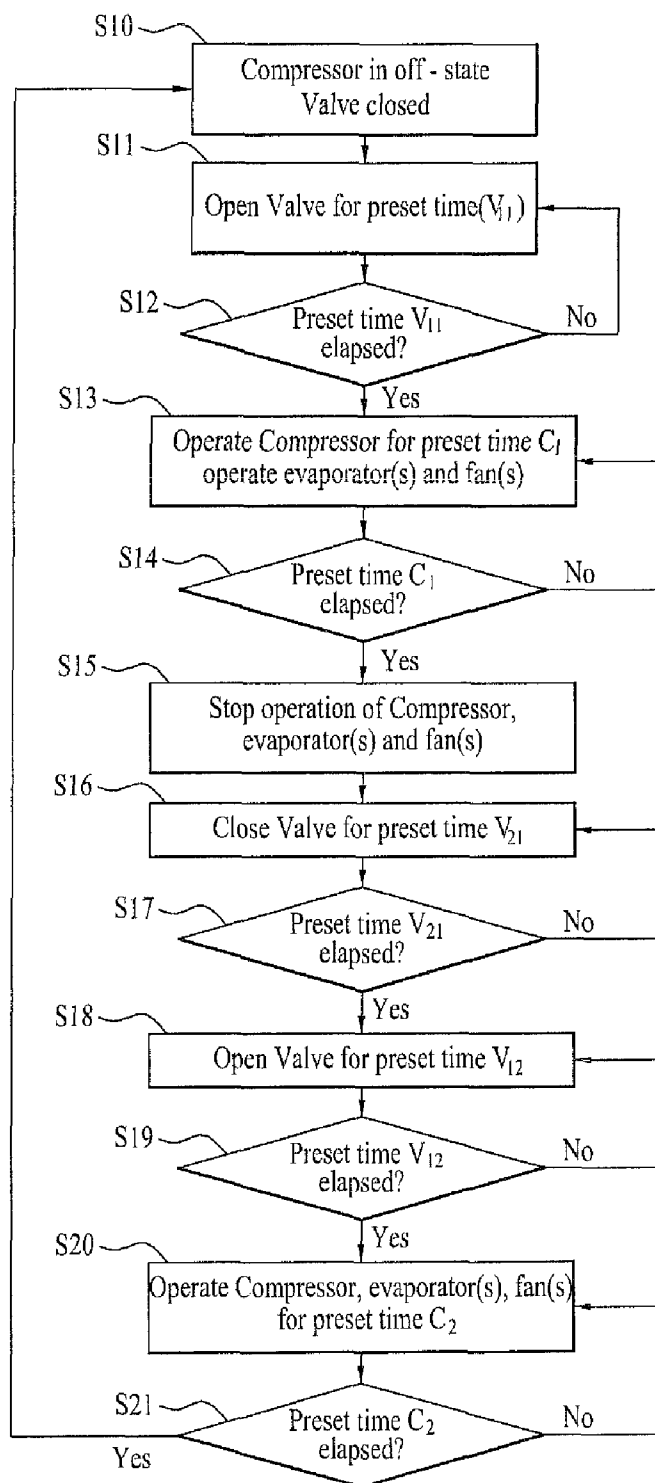 S10
Compressor in off - state
Valve closed
S11
Open Valve for preset time(V11)
S12
Preset time V11
elapsed?
No
Yes
S13
Operate Compressor for preset time C1
operate evaporator(s) and fan(s)
S14
Preset time C1
elapsed?
No
Yes
S15
Stop operation of Compressor,
evaporator(s) and fan(s)
S16
Close Valve for preset time V21
S17
Preset time V21
elapsed?
No
Yes
S18
Open Valve for preset time V12
S19
Preset time V12
elapsed?
No
Yes
S20
Operate Compressor, evaporator(s), fan(s)
for preset time C2
S21
Preset time C2
elapsed?
No
Yes